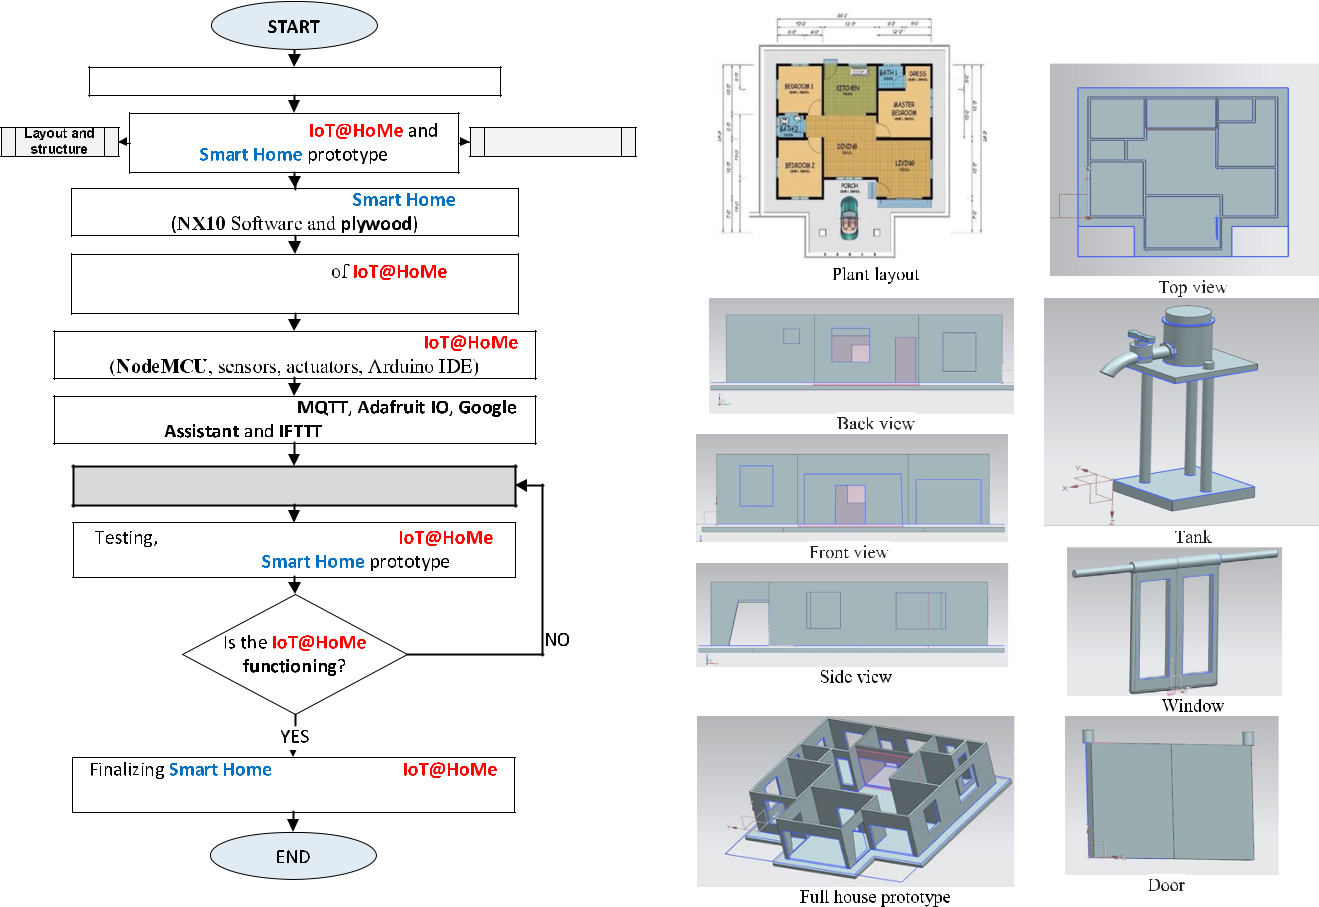 START
IoT@HoMe and
Smart Home prototype
Layout and
structure
Smart Home
(NX10 Software and plywood)
of IoT@HoMe
IoT@HoMe
(NodeMCU, sensors, actuators, Arduino IDE)
MQTT, Adafruit IO, Google
Assistant and IFTTT
Testing, IoT@HoMe
Smart Home prototype
Is the IoT@HoMe
functioning?
NO
YES
Finalizing Smart Home IoT@HoMe
END
BEDROOM 1
KITCHEN
BATH 1
DRESS
MASTER
BEDROOM
BATH 2
DINING
BEDROOM 2
LIVING
PORCH
Plant layout
Top view
Back view
Front view
Side view
Full house prototype
Y
X
Z
Tank
Window
Door